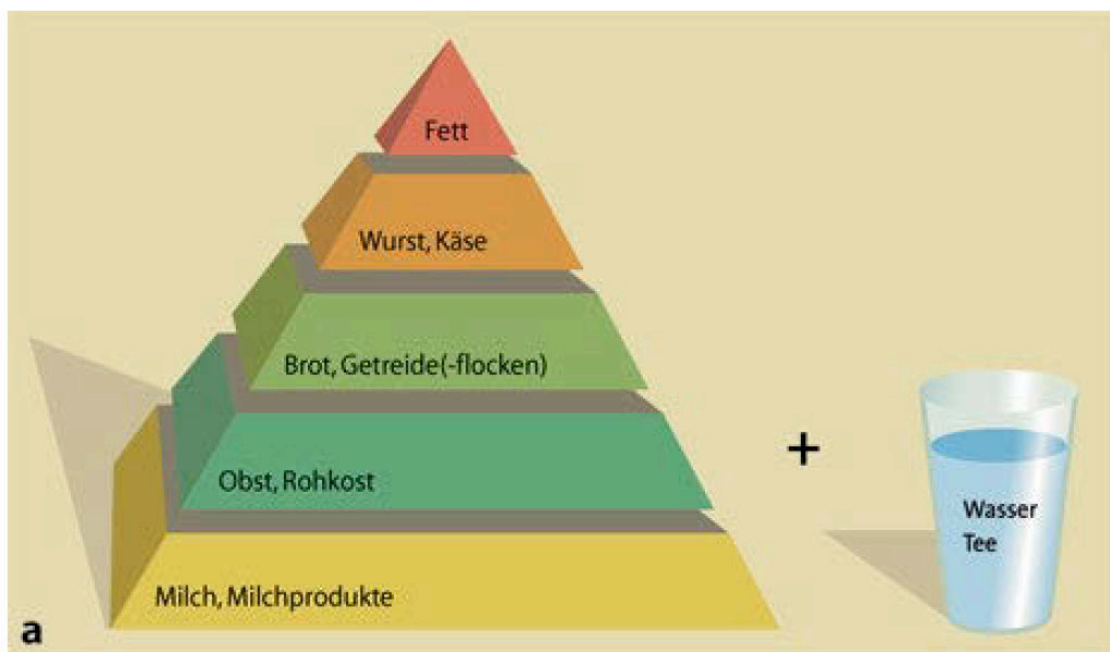 Fett
Wurst, Käse
Brot, Getreide(-flocken)
Obst, Rohkost
Milch, Milchprodukte
+
Wasser
Tee
a